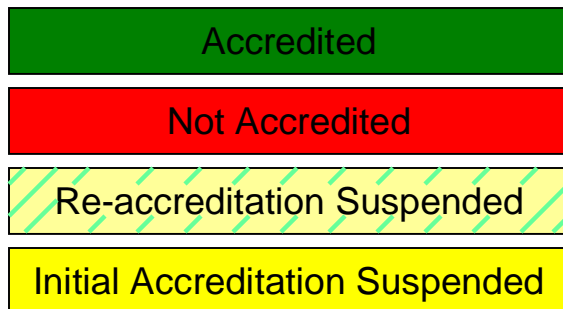 Accredited
Not Accredited
Re-accreditation Suspended
Initial Accreditation Suspended